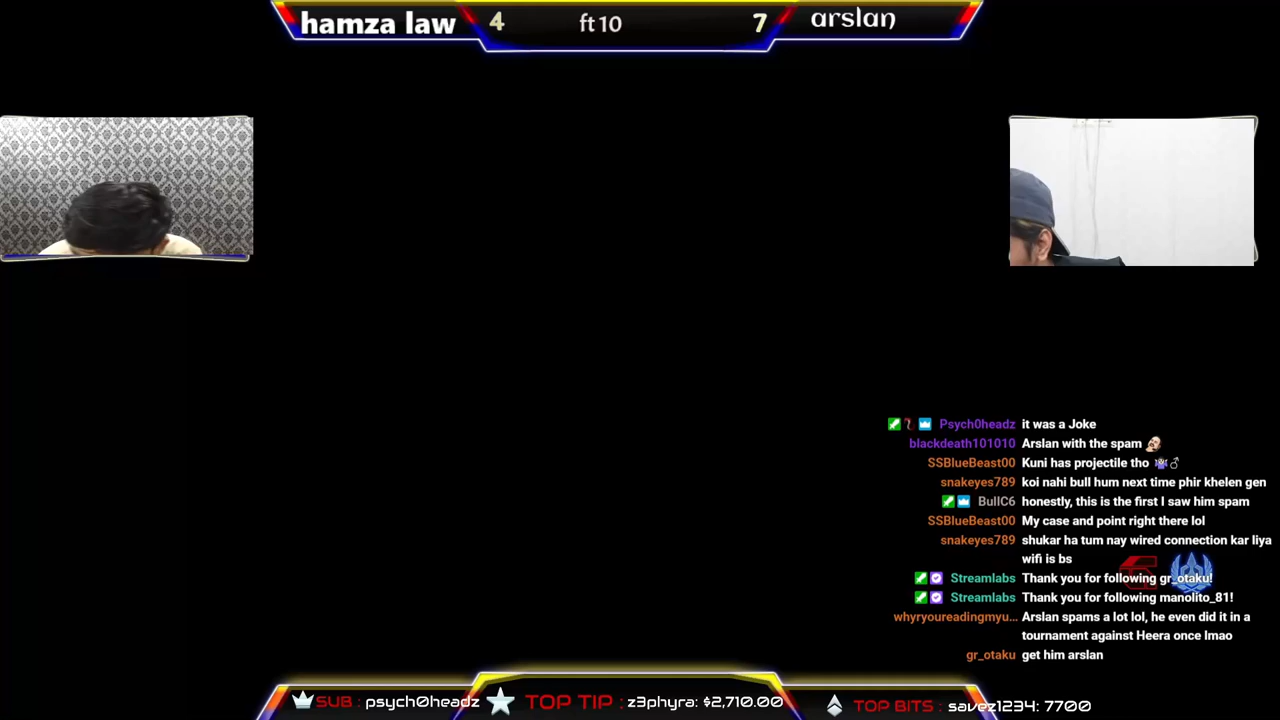 hamza law 4 ft 10 7 arslan
Psych0headz it was a Joke
blackdeath101010 Arslan with the spam
SSBlueBeast00 Kuni has projectile tho
snakeyes789 koi nahi bull hum next time phir khelen gen
BullC6 honestly, this is the first I saw him spam
SSBlueBeast00 My case and point right there lol
snakeyes789 shukar ha tum nay wired connection kar liya
wifi is bs
Streamlabs Thank you for following gr_otaku!
Streamlabs Thank you for following manolito_81!
whyryoureadingmyu… Arslan spams a lot lol, he even did it in a
tournament against Heera once lmao
gr_otaku get him arslan
SUB : psych0headz TOP TIP : z3phyra: $2,710.00 TOP BITS : savez1234: 7700